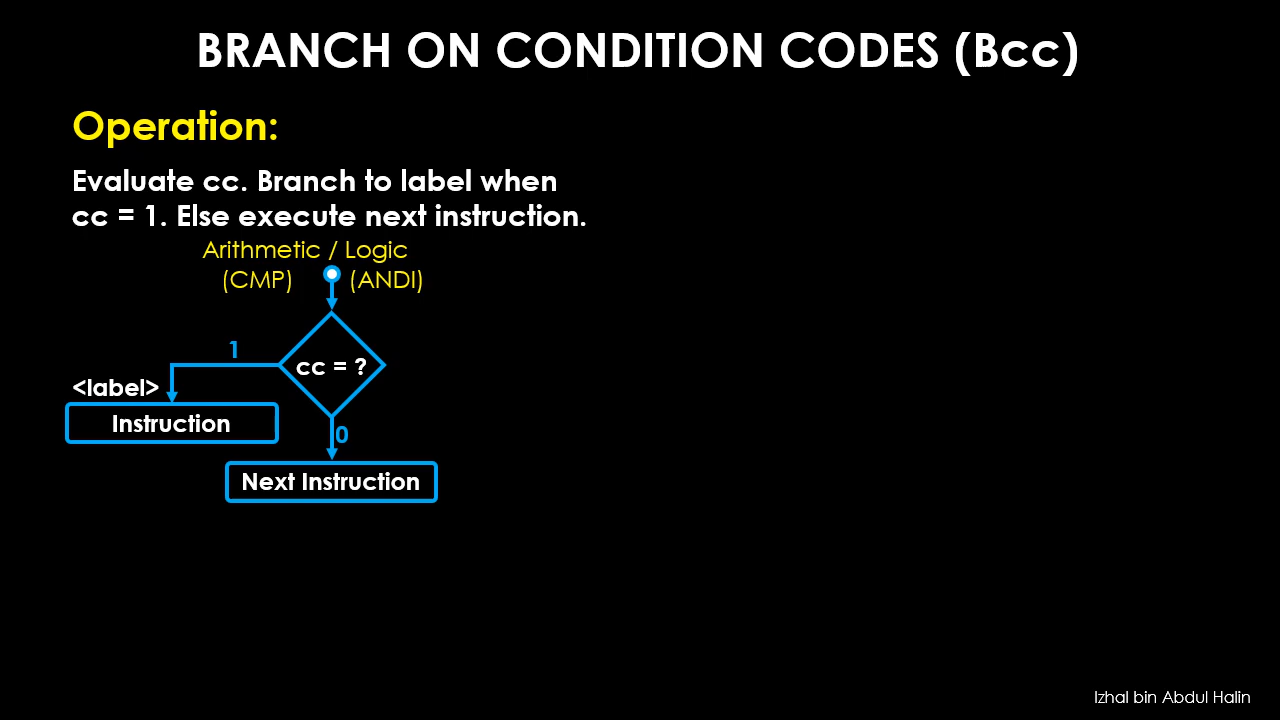 BRANCH ON CONDITION CODES (Bcc)
Operation:
Evaluate cc. Branch to label when
cc = 1. Else execute next instruction.
Arithmetic / Logic
(CMP) (ANDI)
1
cc = ?
<label>
Instruction
0
Next Instruction
Izhal bin Abdul Halin